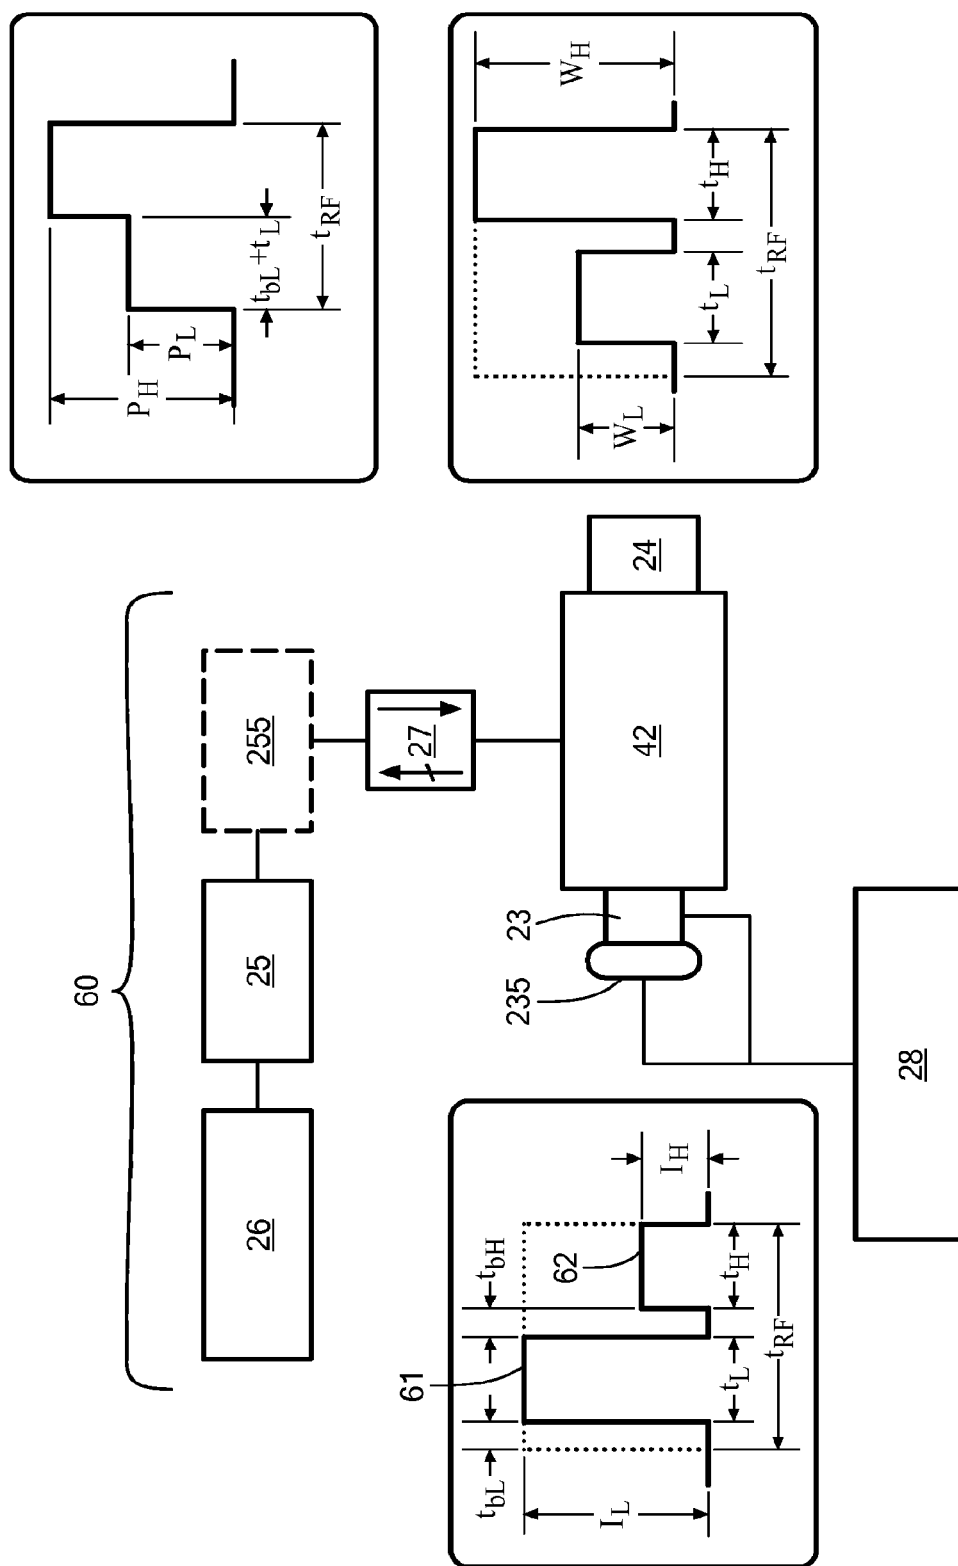 60
26
25
255
27
42
24
23
235
28
P_H
P_L
t_bL+t_L
t_RF
W_H
W_L
t_L
t_H
t_RF
61
62
t_bL
t_bH
I_L
I_H
t_L
t_H
t_RF